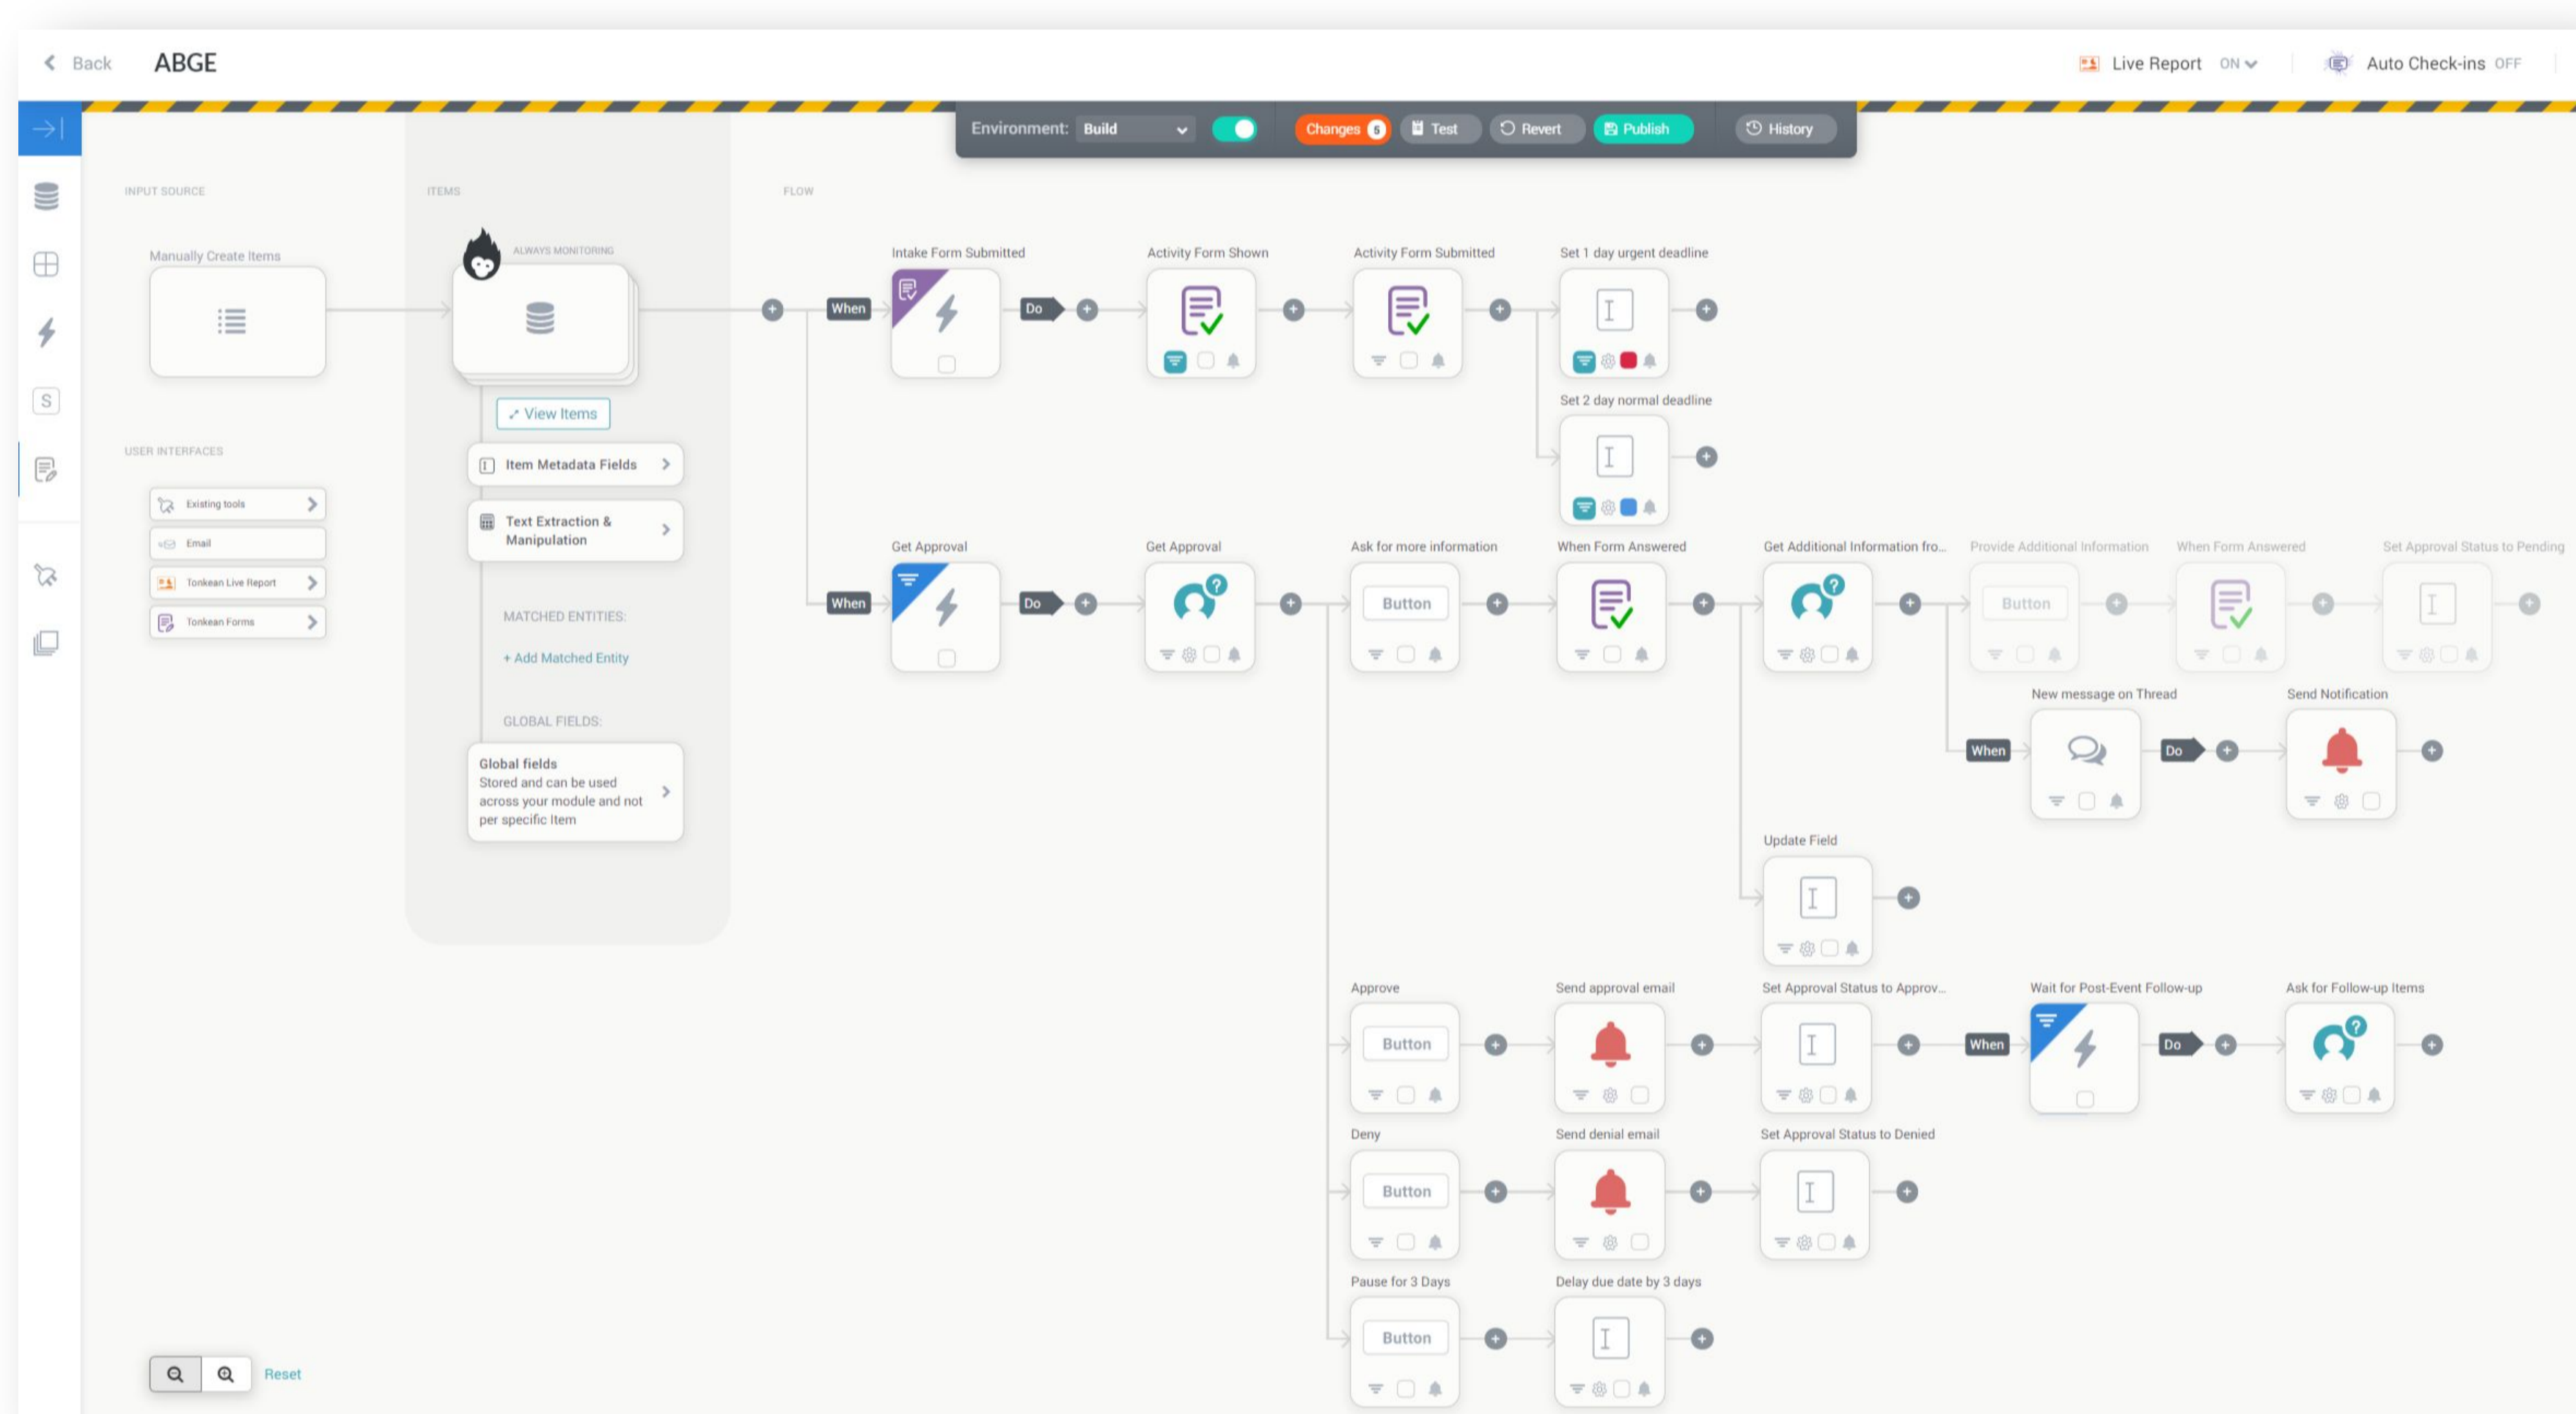 Back
ABGE
Live Report ON
Auto Check-ins OFF
Environment: Build
Changes 5
Test
Revert
Publish
History
INPUT SOURCE
ITEMS
FLOW
Manually Create Items
ALWAYS MONITORING
View Items
Item Metadata Fields
Text Extraction &
Manipulation
MATCHED ENTITIES:
+ Add Matched Entity
GLOBAL FIELDS:
Global fields
Stored and can be used
across your module and not
per specific Item
S
USER INTERFACES
Existing tools
Email
Tonkean Live Report
Tonkean Forms
When
Intake Form Submitted
Do
Activity Form Shown
Activity Form Submitted
Set 1 day urgent deadline
Set 2 day normal deadline
When
Get Approval
Do
Get Approval
Ask for more information
Button
When Form Answered
Get Additional Information fro...
Provide Additional Information
Button
When Form Answered
Set Approval Status to Pending
When
New message on Thread
Do
Send Notification
Update Field
Approve
Button
Send approval email
Set Approval Status to Approv...
When
Wait for Post-Event Follow-up
Do
Ask for Follow-up Items
Deny
Button
Send denial email
Set Approval Status to Denied
Pause for 3 Days
Button
Delay due date by 3 days
Reset